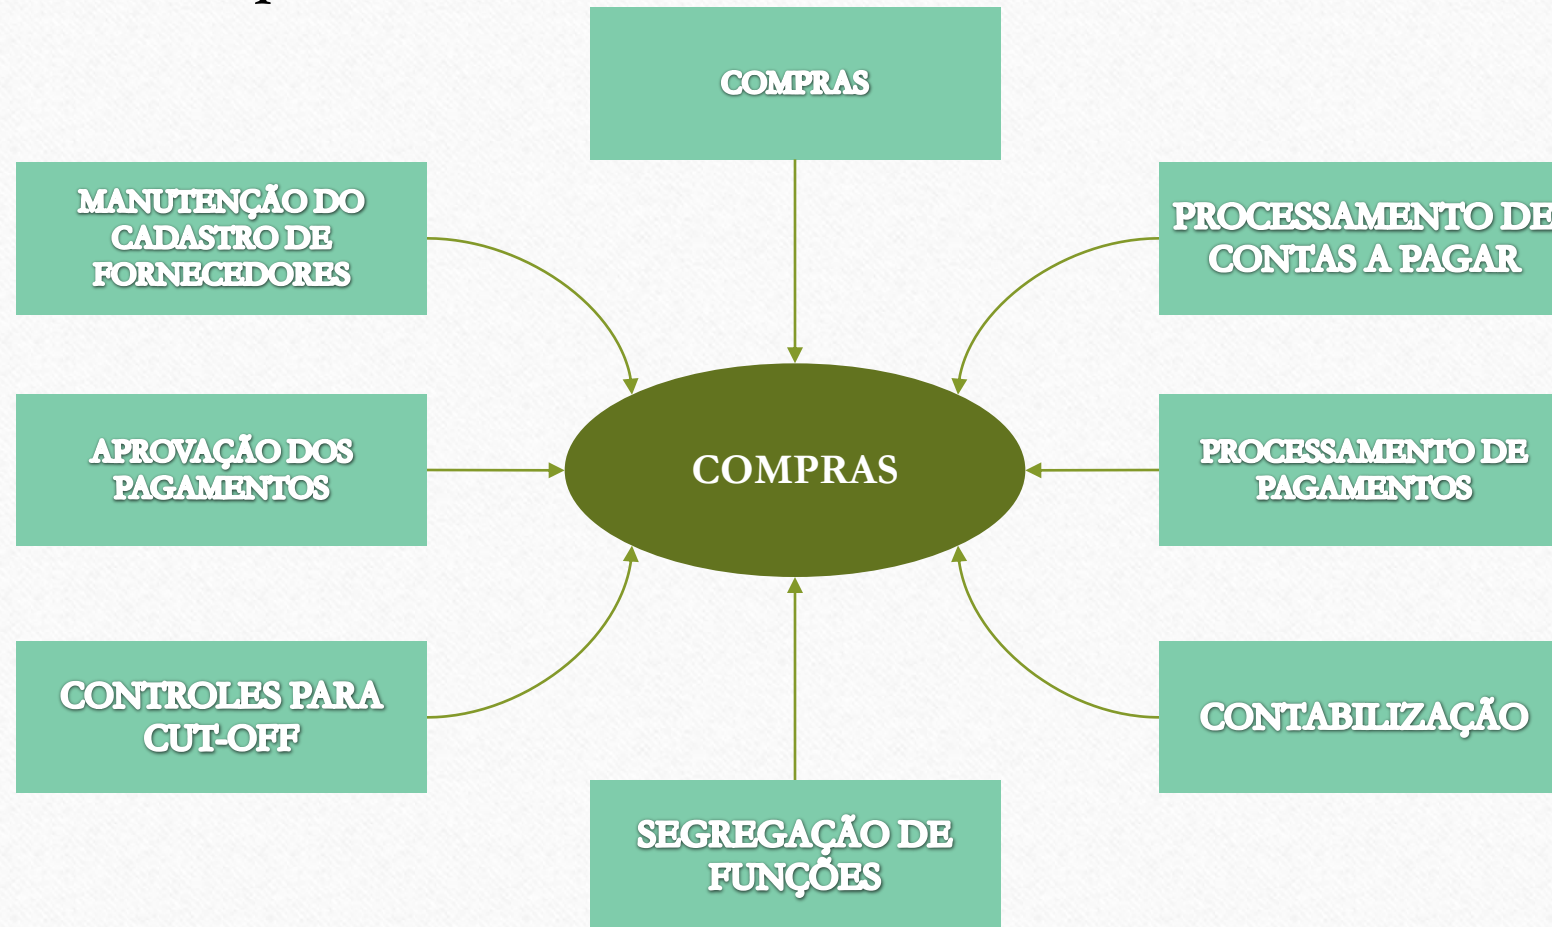 COMPRAS
MANUTENÇÃO DO
CADASTRO DE
FORNECEDORES
PROCESSAMENTO DE
CONTAS A PAGAR
APROVAÇÃO DOS
PAGAMENTOS
COMPRAS
PROCESSAMENTO DE
PAGAMENTOS
CONTROLES PARA
CUT-OFF
CONTABILIZAÇÃO
SEGREGAÇÃO DE
FUNÇÕES